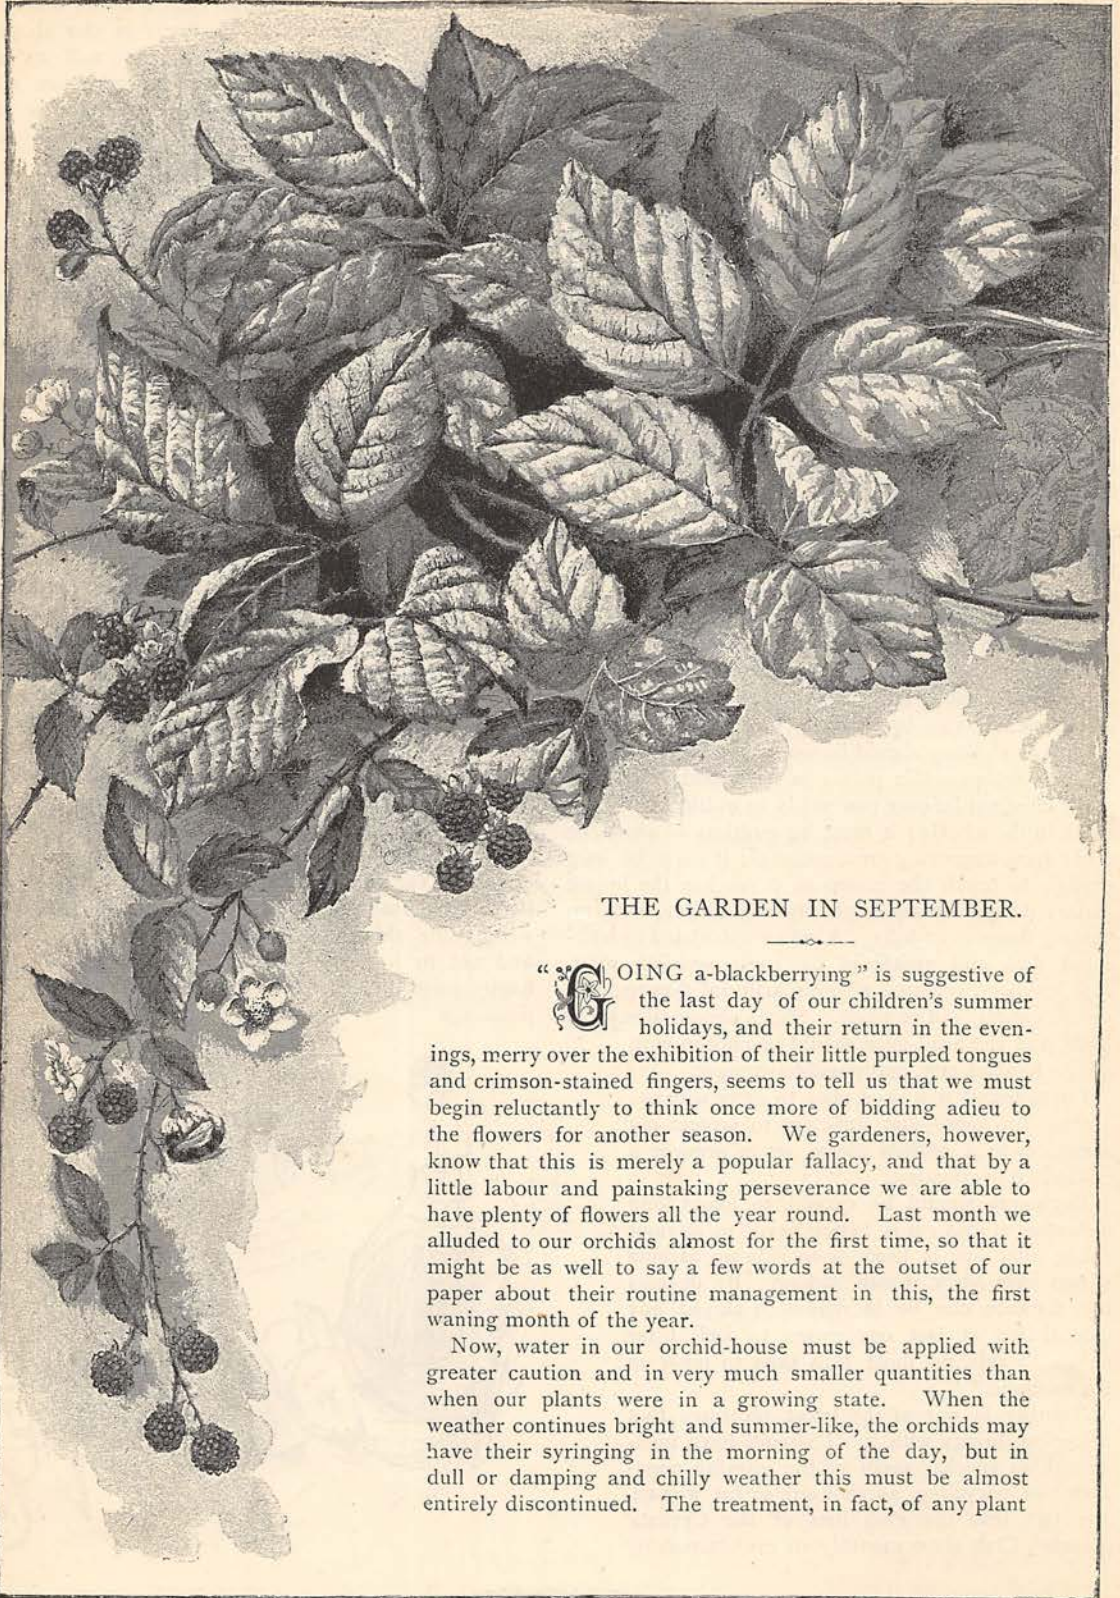 THE GARDEN IN SEPTEMBER.
“GOING a-blackberrying” is suggestive of
the last day of our children’s summer
holidays, and their return in the even-
ings, merry over the exhibition of their little purpled tongues
and crimson-stained fingers, seems to tell us that we must
begin reluctantly to think once more of bidding adieu to
the flowers for another season. We gardeners, however,
know that this is merely a popular fallacy, and that by a
little labour and painstaking perseverance we are able to
have plenty of flowers all the year round. Last month we
alluded to our orchids almost for the first time, so that it
might be as well to say a few words at the outset of our
paper about their routine management in this, the first
waning month of the year.
Now, water in our orchid-house must be applied with
greater caution and in very much smaller quantities than
when our plants were in a growing state. When the
weather continues bright and summer-like, the orchids may
have their syringing in the morning of the day, but in
dull or damping and chilly weather this must be almost
entirely discontinued. The treatment, in fact, of any plant